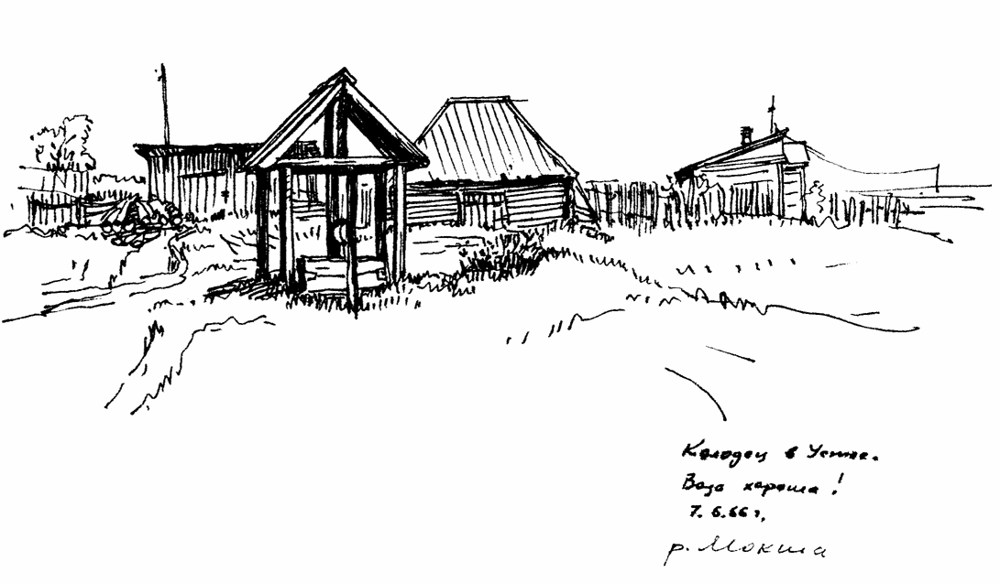 Колодец в Устье.
Вода хороша!
7.6.66 г.
р. Мокша